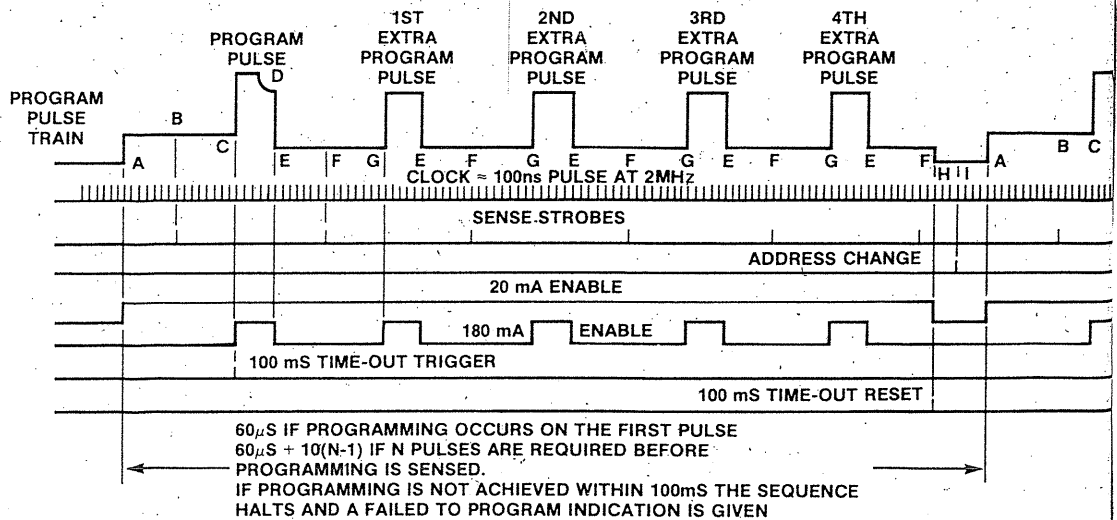 PROGRAM
PULSE
TRAIN
PROGRAM
PULSE
1ST
EXTRA
PROGRAM
PULSE
2ND
EXTRA
PROGRAM
PULSE
3RD
EXTRA
PROGRAM
PULSE
4TH
EXTRA
PROGRAM
PULSE
A B C D E F G E F G E F G E F G E F H I A B C
CLOCK ≈ 100ns PULSE AT 2MHz
SENSE STROBES
ADDRESS CHANGE
20 mA ENABLE
180 mA ENABLE
100 mS TIME-OUT TRIGGER
100 mS TIME-OUT RESET
60μS IF PROGRAMMING OCCURS ON THE FIRST PULSE
60μS + 10(N-1) IF N PULSES ARE REQUIRED BEFORE
PROGRAMMING IS SENSED.
IF PROGRAMMING IS NOT ACHIEVED WITHIN 100mS THE SEQUENCE
HALTS AND A FAILED TO PROGRAM INDICATION IS GIVEN